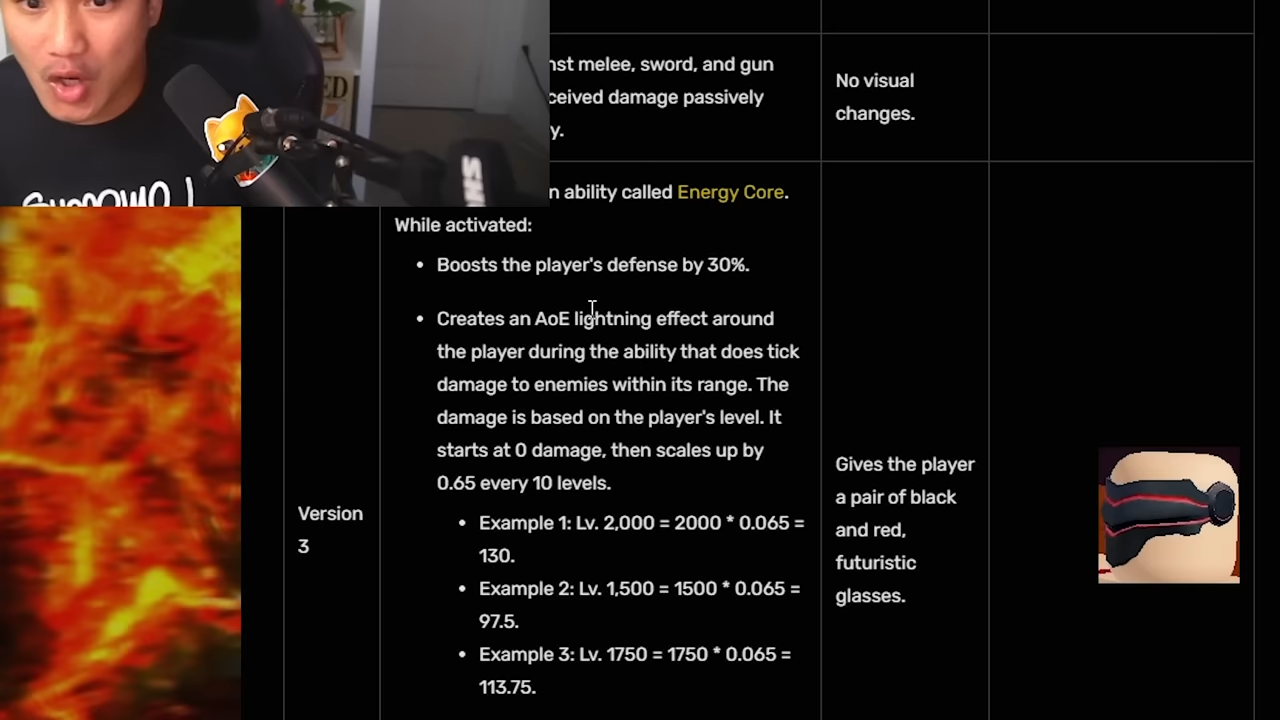 nst melee, sword, and gun
ceived damage passively
y.
No visual
changes.
n ability called Energy Core.
While activated:
• Boosts the player's defense by 30%.
• Creates an AoE lightning effect around
the player during the ability that does tick
damage to enemies within its range. The
damage is based on the player's level. It
starts at 0 damage, then scales up by
0.65 every 10 levels.
• Example 1: Lv. 2,000 = 2000 * 0.065 =
130.
• Example 2: Lv. 1,500 = 1500 * 0.065 =
97.5.
• Example 3: Lv. 1750 = 1750 * 0.065 =
113.75.
Version
3
Gives the player
a pair of black
and red,
futuristic
glasses.